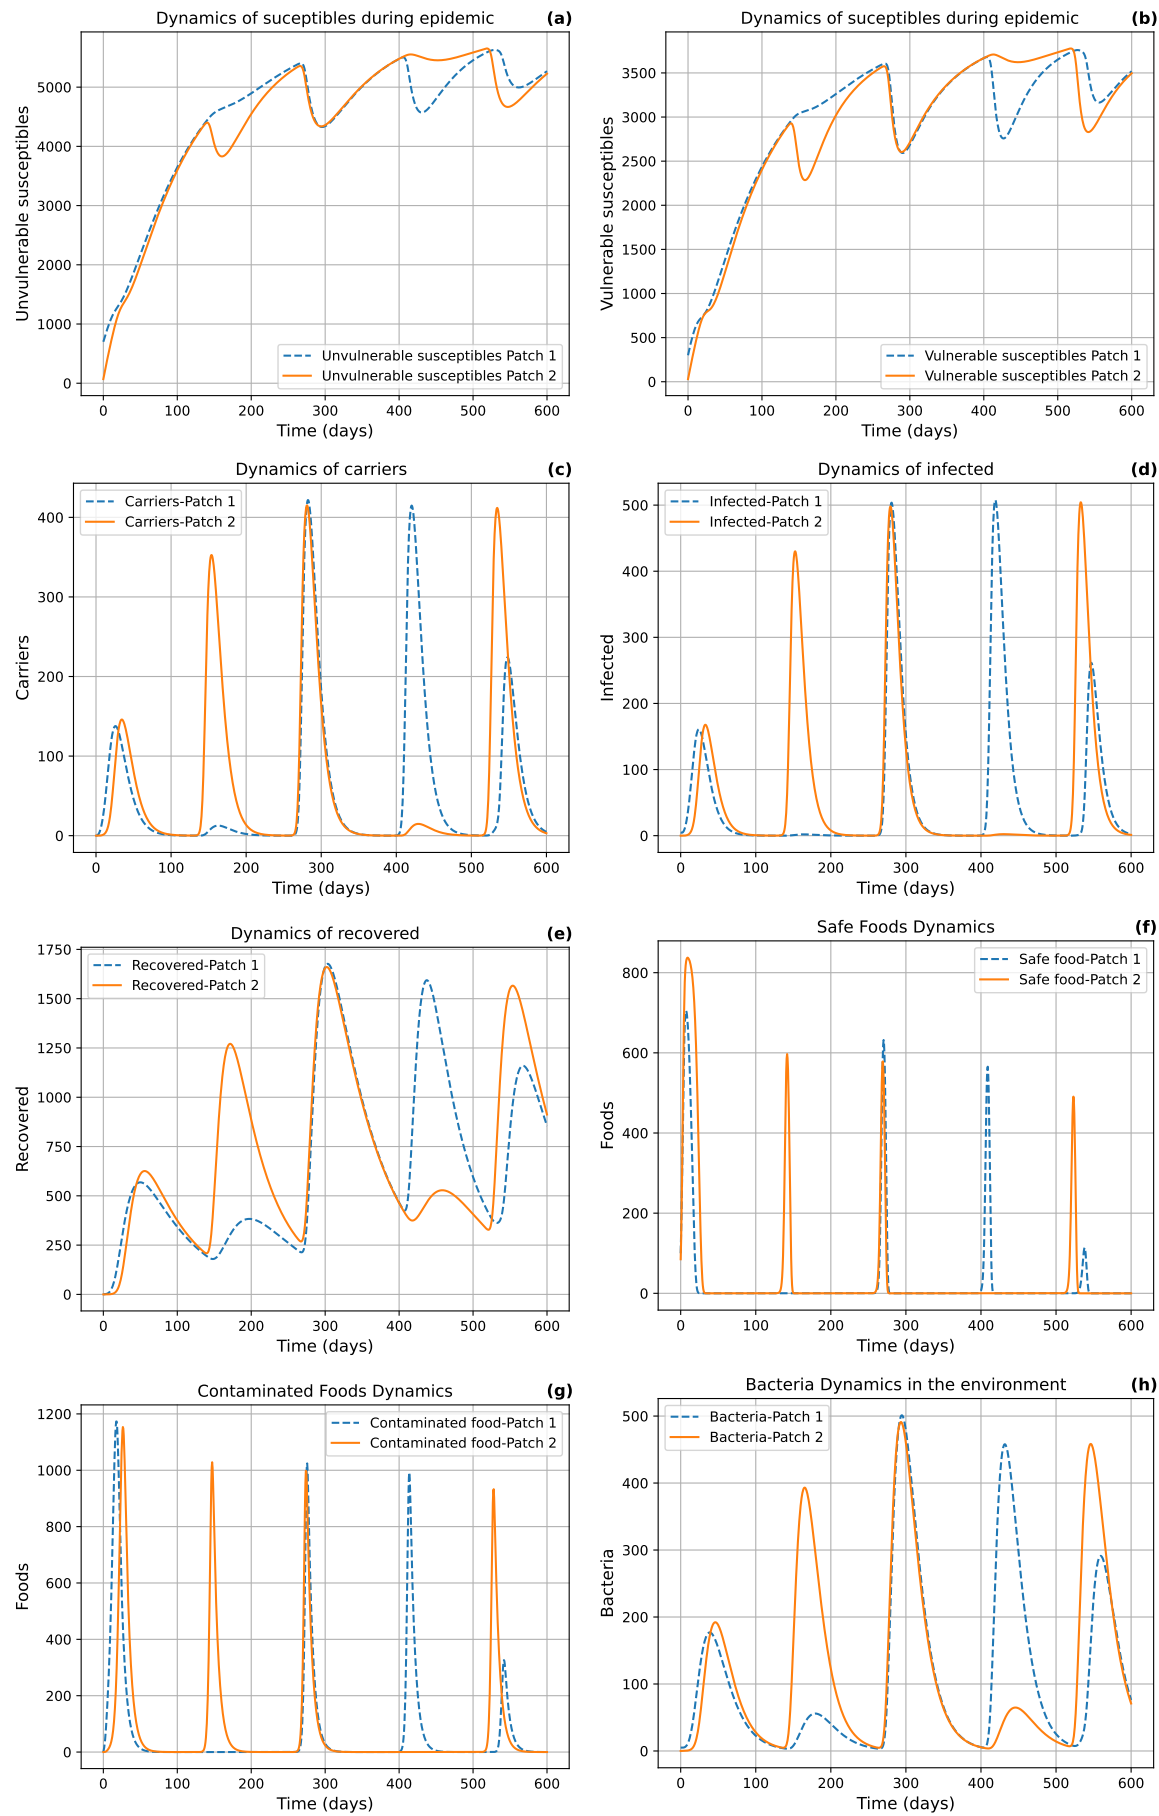 Dynamics of suceptibles during epidemic (a)
Unvulnerable susceptibles
5000
4000
3000
2000
1000
0
Unvulnerable susceptibles Patch 1
Unvulnerable susceptibles Patch 2
0 100 200 300 400 500 600
Time (days)
Dynamics of suceptibles during epidemic (b)
Vulnerable susceptibles
3500
3000
2500
2000
1500
1000
500
0
Vulnerable susceptibles Patch 1
Vulnerable susceptibles Patch 2
0 100 200 300 400 500 600
Time (days)
Dynamics of carriers (c)
Carriers-Patch 1
Carriers-Patch 2
Carriers
400
300
200
100
0
0 100 200 300 400 500 600
Time (days)
Dynamics of infected (d)
Infected-Patch 1
Infected-Patch 2
Infected
500
400
300
200
100
0
0 100 200 300 400 500 600
Time (days)
Dynamics of recovered (e)
Recovered-Patch 1
Recovered-Patch 2
Recovered
1750
1500
1250
1000
750
500
250
0
0 100 200 300 400 500 600
Time (days)
Safe Foods Dynamics (f)
Safe food-Patch 1
Safe food-Patch 2
Foods
800
600
400
200
0
0 100 200 300 400 500 600
Time (days)
Contaminated Foods Dynamics (g)
Contaminated food-Patch 1
Contaminated food-Patch 2
Foods
1200
1000
800
600
400
200
0
0 100 200 300 400 500 600
Time (days)
Bacteria Dynamics in the environment (h)
Bacteria-Patch 1
Bacteria-Patch 2
Bacteria
500
400
300
200
100
0
0 100 200 300 400 500 600
Time (days)